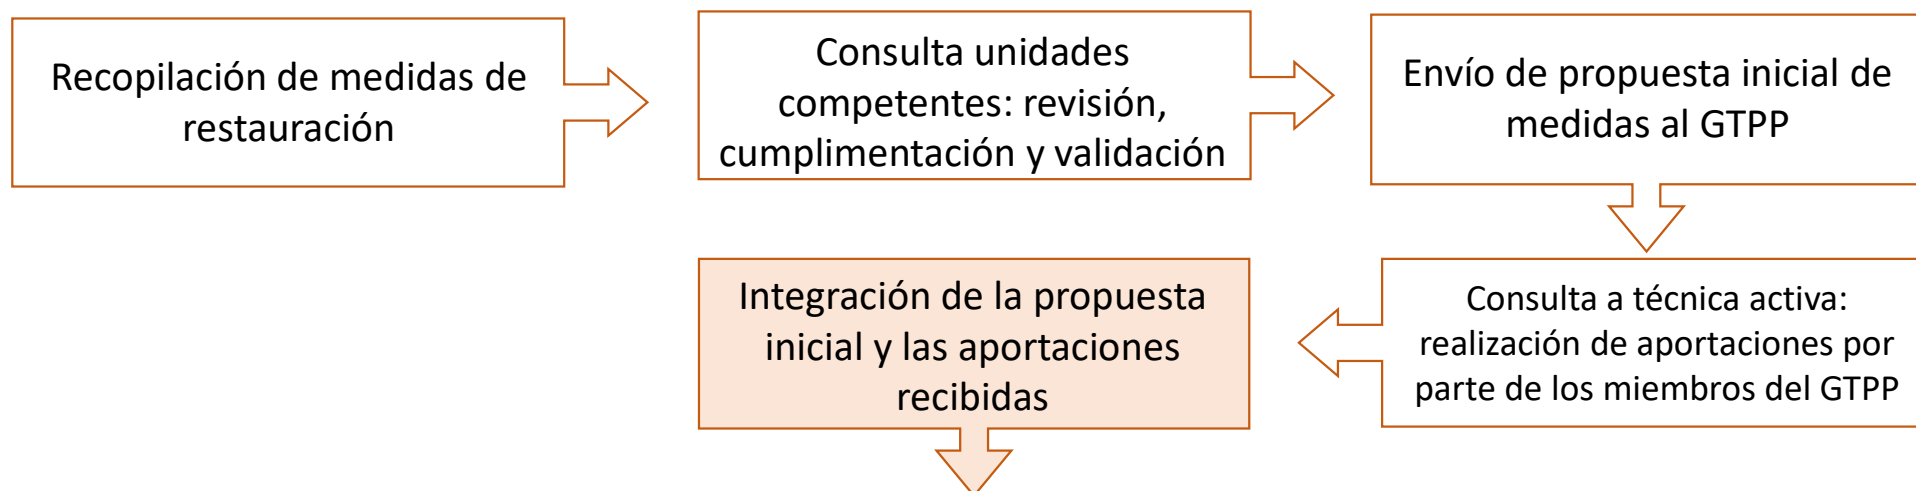 Recopilación de medidas de
restauración
Consulta unidades
competentes: revisión,
cumplimentación y validación
Envío de propuesta inicial de
medidas al GTPP
Consulta a técnica activa:
realización de aportaciones por
parte de los miembros del GTPP
Integración de la propuesta
inicial y las aportaciones
recibidas